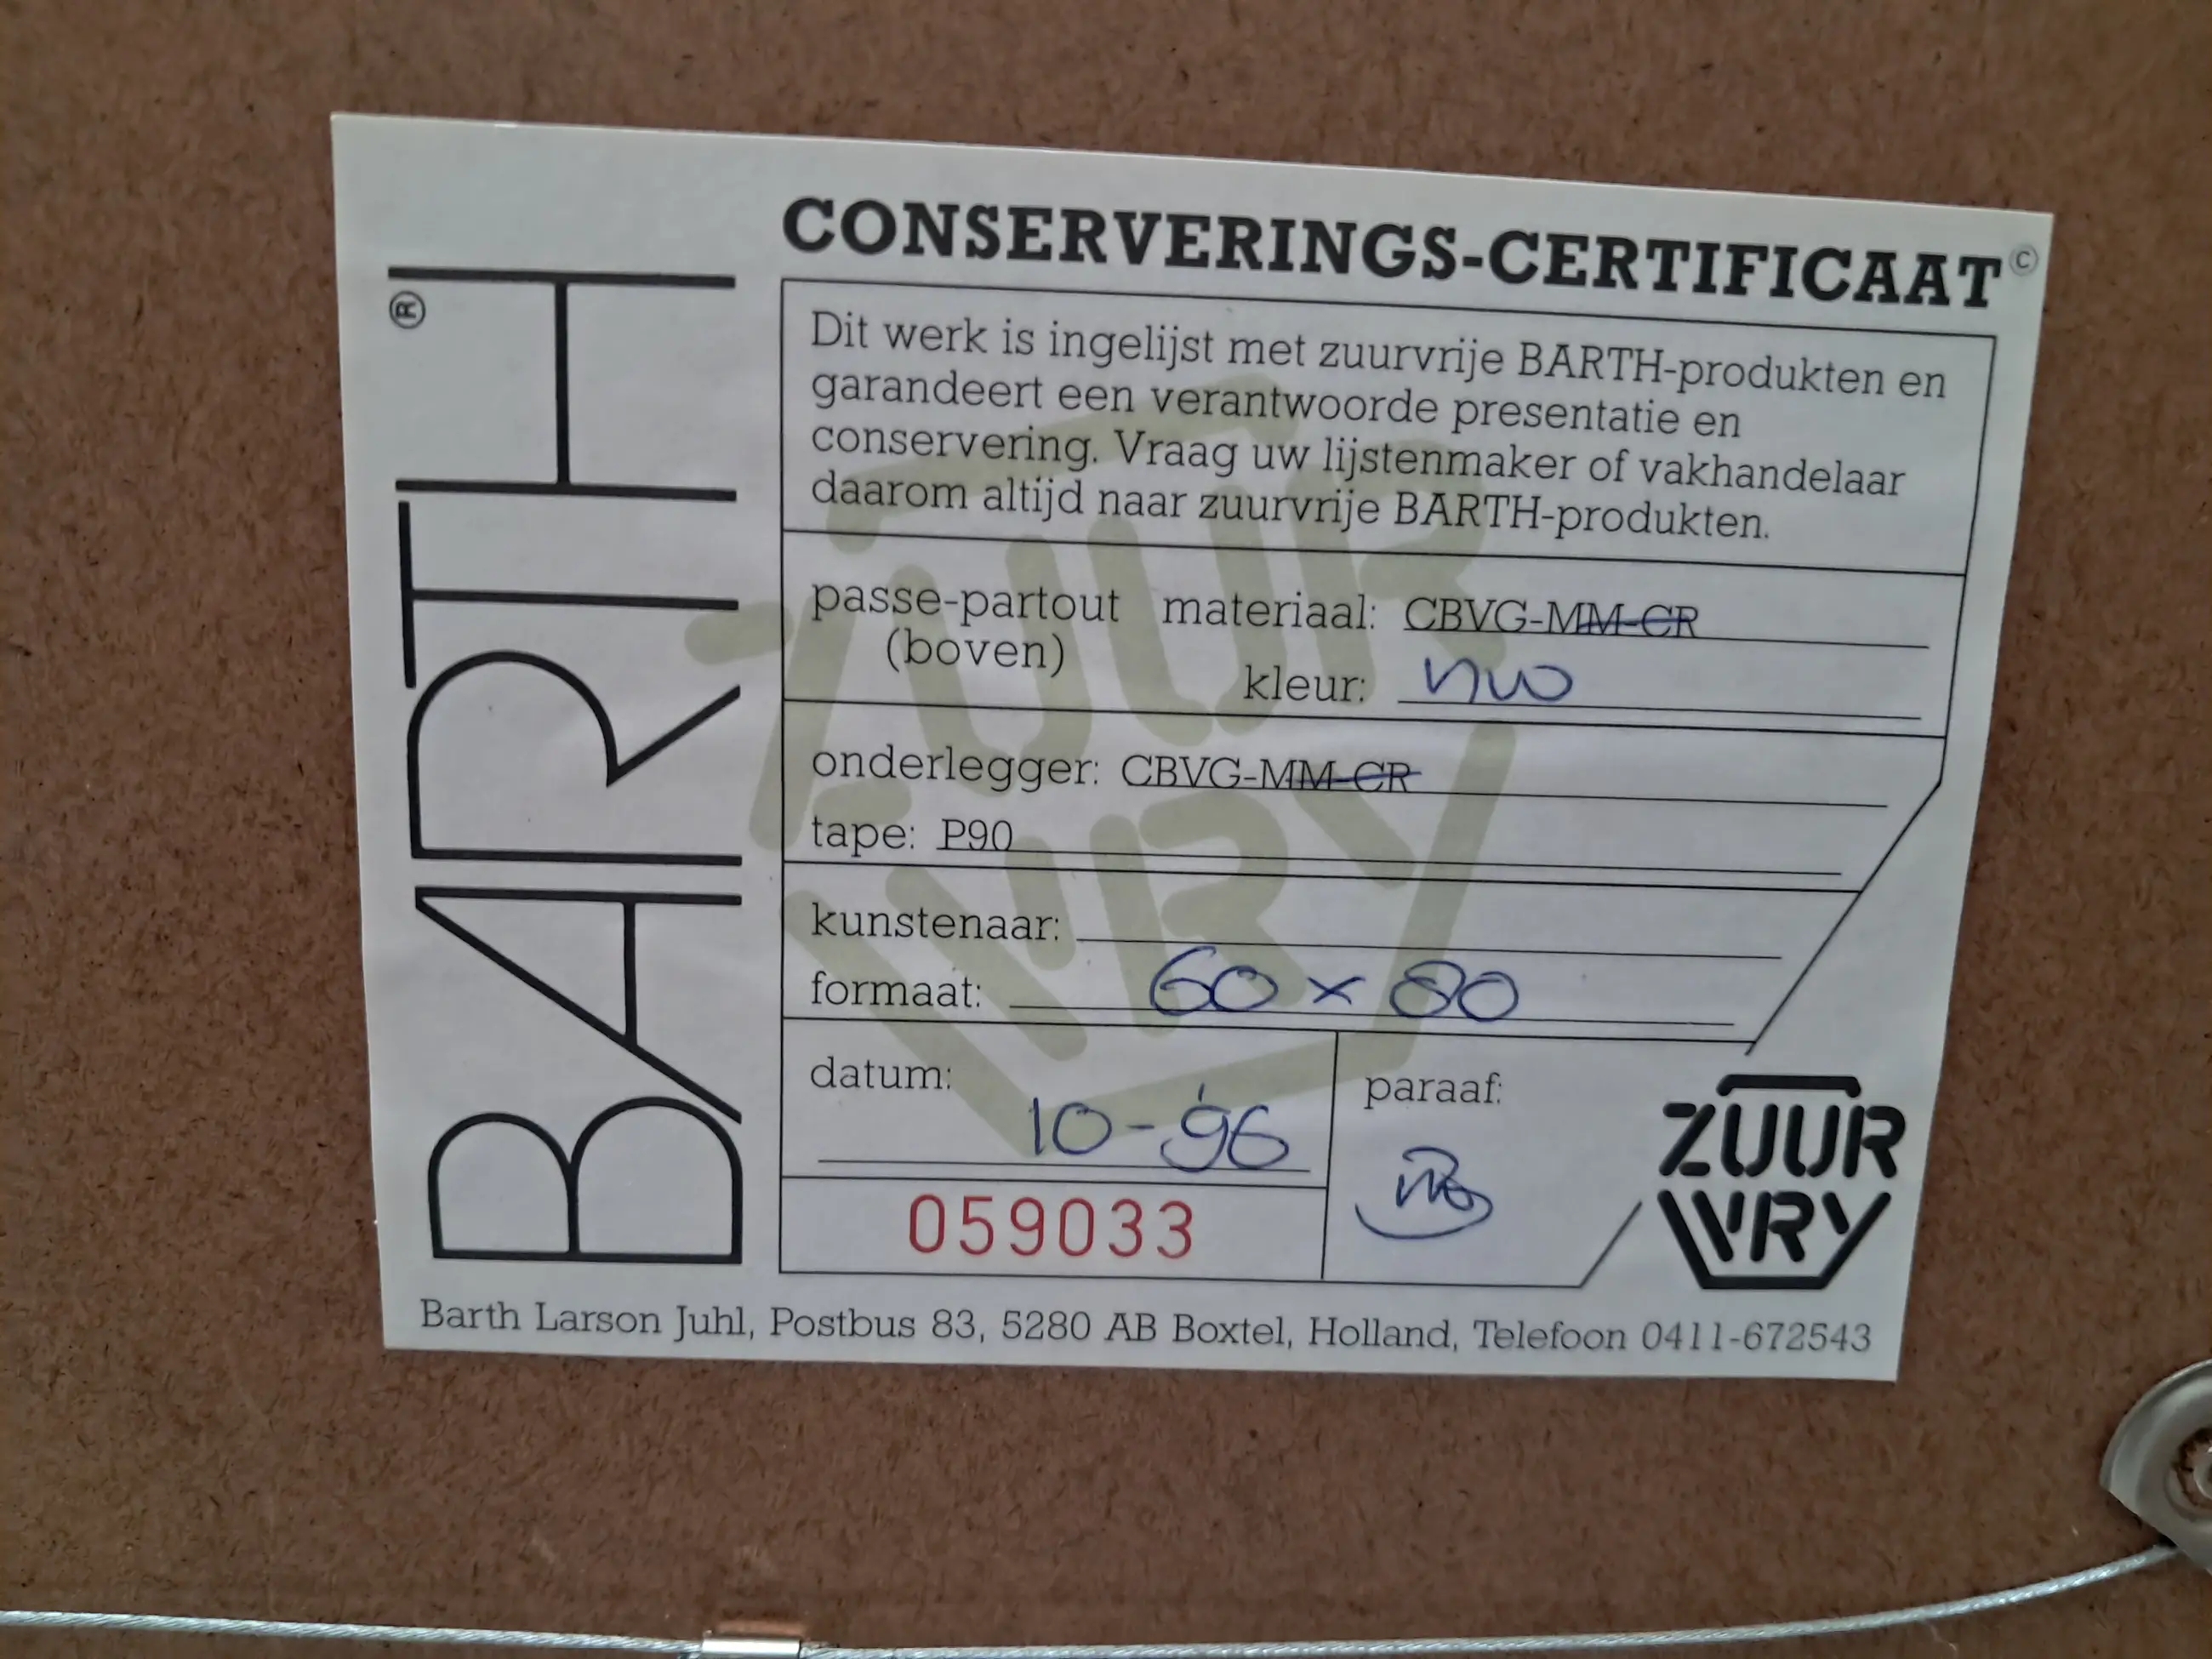 BARTH®
CONSERVERINGS-CERTIFICAAT©
Dit werk is ingelijst met zuurvrije BARTH-produkten en
garandeert een verantwoorde presentatie en
conservering. Vraag uw lijstenmaker of vakhandelaar
daarom altijd naar zuurvrije BARTH-produkten.
passe-partout materiaal: CBVG-MM-CR
(boven)
kleur: nw
onderlegger: CBVG-MM-CR
tape: P90
kunstenaar:
formaat: 60 x 80
datum:
10-'96
paraaf:
059033
ZUUR
VRY
Barth Larson Juhl, Postbus 83, 5280 AB Boxtel, Holland, Telefoon 0411-672543